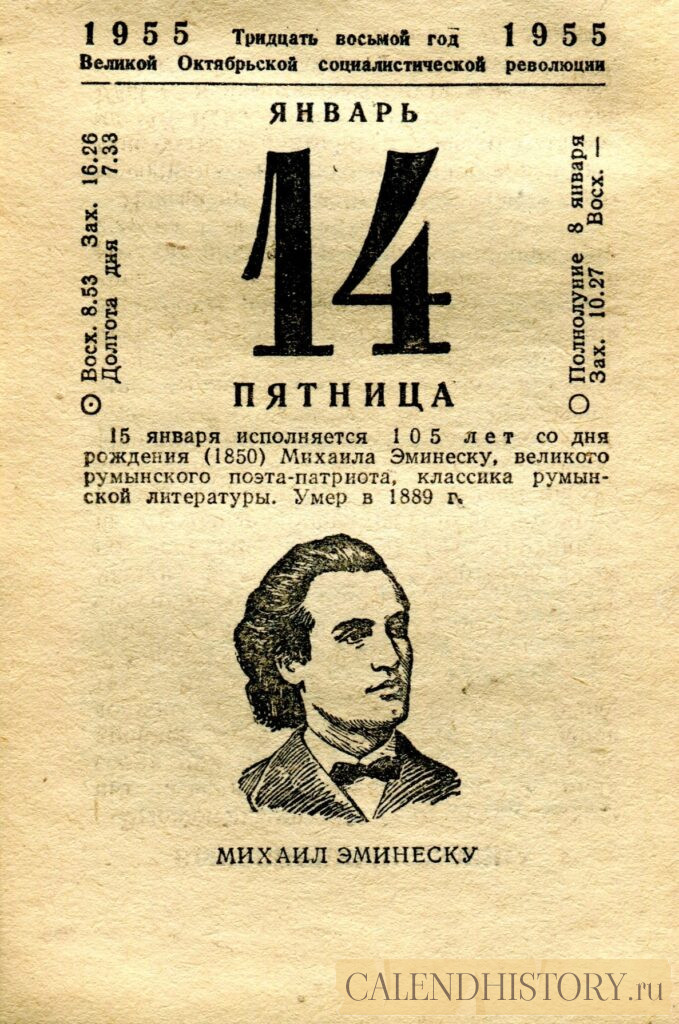 1955 Тридцать восьмой год 1955
Великой Октябрьской социалистической революции
ЯНВАРЬ
Восх. 8.53 Зах. 16.26
Долгота дня 7.33
14
Полнолуние 8 января
Зах. 10.27 Восх. —
ПЯТНИЦА
15 января исполняется 105 лет со дня
рождения (1850) Михаила Эминеску, великого
румынского поэта-патриота, классика румын-
ской литературы. Умер в 1889 г.
МИХАИЛ ЭМИНЕСКУ
CALENDHISTORY.ru